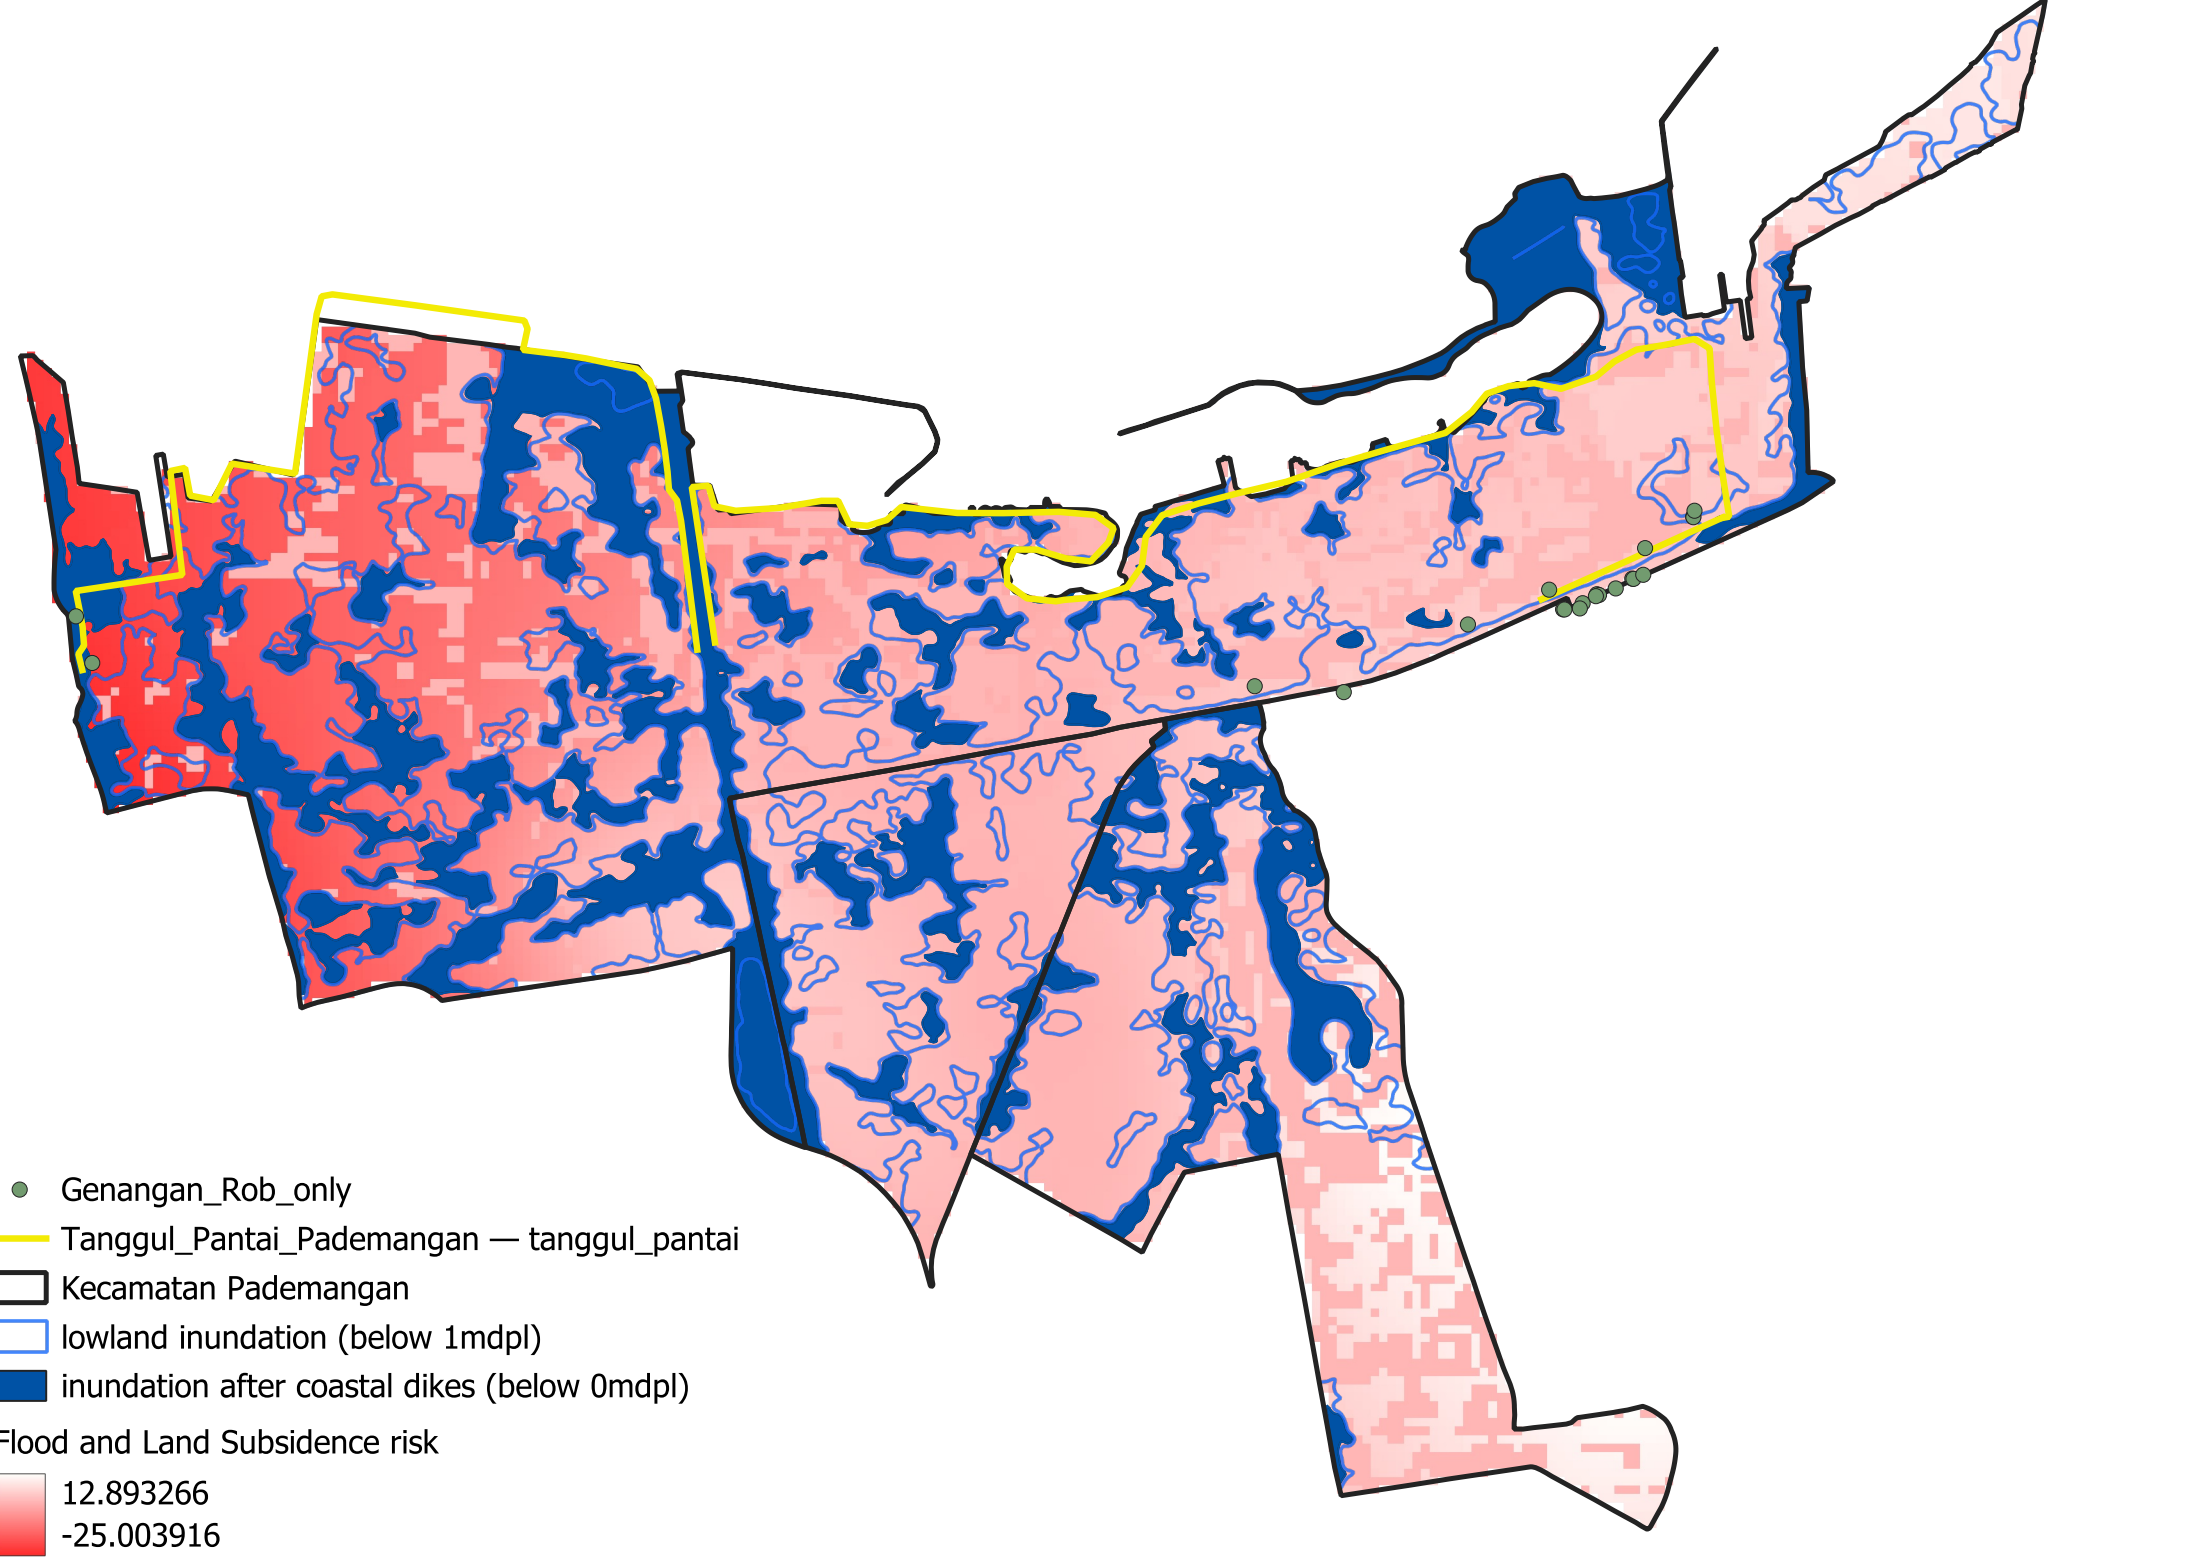 Genangan_Rob_only
Tanggul_Pantai_Pademangan — tanggul_pantai
Kecamatan Pademangan
lowland inundation (below 1mdpl)
inundation after coastal dikes (below 0mdpl)
Flood and Land Subsidence risk
12.893266
-25.003916